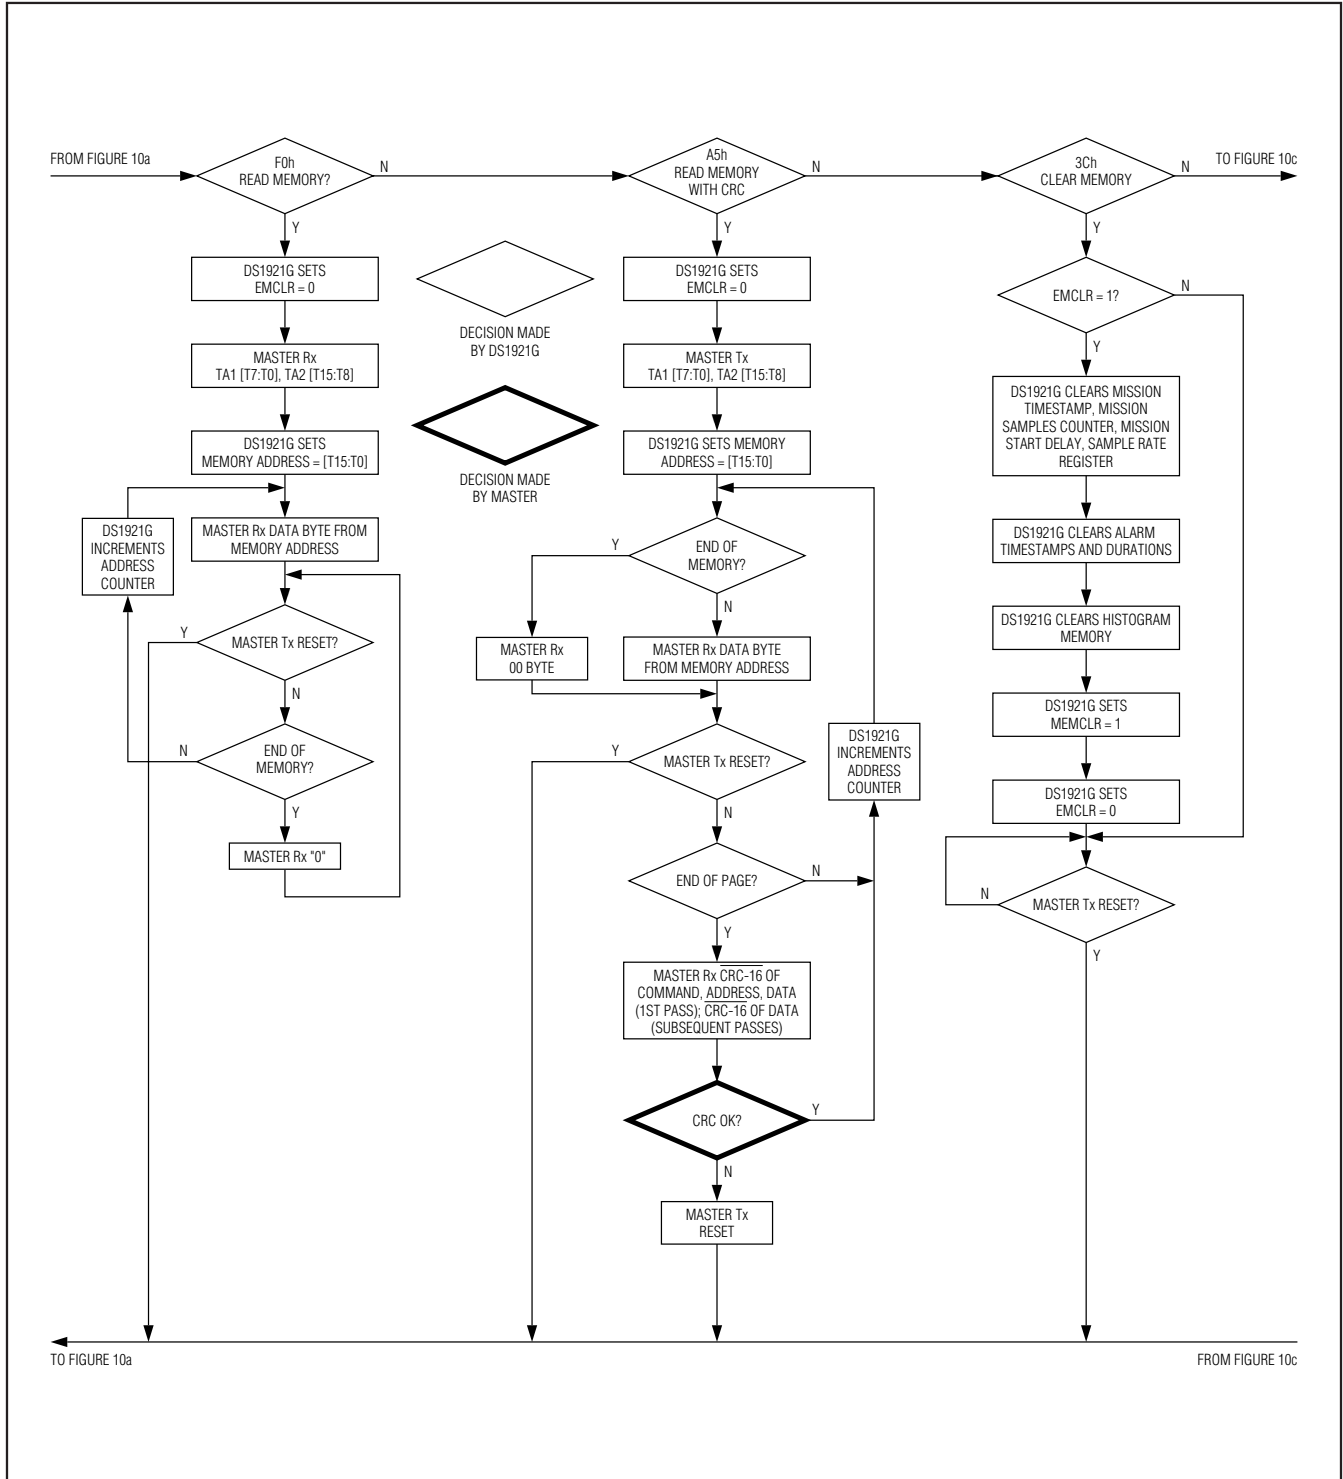 FROM FIGURE 10a
F0h
READ MEMORY?
N
Y
A5h
READ MEMORY
WITH CRC
N
Y
3Ch
CLEAR MEMORY
N
Y
TO FIGURE 10c
DS1921G SETS
EMCLR = 0
MASTER Rx
TA1 [T7:T0], TA2 [T15:T8]
DS1921G SETS
MEMORY ADDRESS = [T15:T0]
DS1921G
INCREMENTS
ADDRESS
COUNTER
MASTER Rx DATA BYTE FROM
MEMORY ADDRESS
Y
MASTER Tx RESET?
N
N
END OF
MEMORY?
Y
MASTER Rx "0"
DECISION MADE
BY DS1921G
DECISION MADE
BY MASTER
DS1921G SETS
EMCLR = 0
MASTER Tx
TA1 [T7:T0], TA2 [T15:T8]
DS1921G SETS MEMORY
ADDRESS = [T15:T0]
Y
END OF
MEMORY?
N
MASTER Rx
00 BYTE
MASTER Rx DATA BYTE
FROM MEMORY ADDRESS
Y
MASTER Tx RESET?
N
DS1921G
INCREMENTS
ADDRESS
COUNTER
END OF PAGE?
N
Y
MASTER Rx CRC-16 OF
COMMAND, ADDRESS, DATA
(1ST PASS); CRC-16 OF DATA
(SUBSEQUENT PASSES)
CRC OK?
Y
N
MASTER Tx
RESET
EMCLR = 1?
N
Y
DS1921G CLEARS MISSION
TIMESTAMP, MISSION
SAMPLES COUNTER, MISSION
START DELAY, SAMPLE RATE
REGISTER
DS1921G CLEARS ALARM
TIMESTAMPS AND DURATIONS
DS1921G CLEARS HISTOGRAM
MEMORY
DS1921G SETS
MEMCLR = 1
DS1921G SETS
EMCLR = 0
N
MASTER Tx RESET?
Y
TO FIGURE 10a
FROM FIGURE 10c